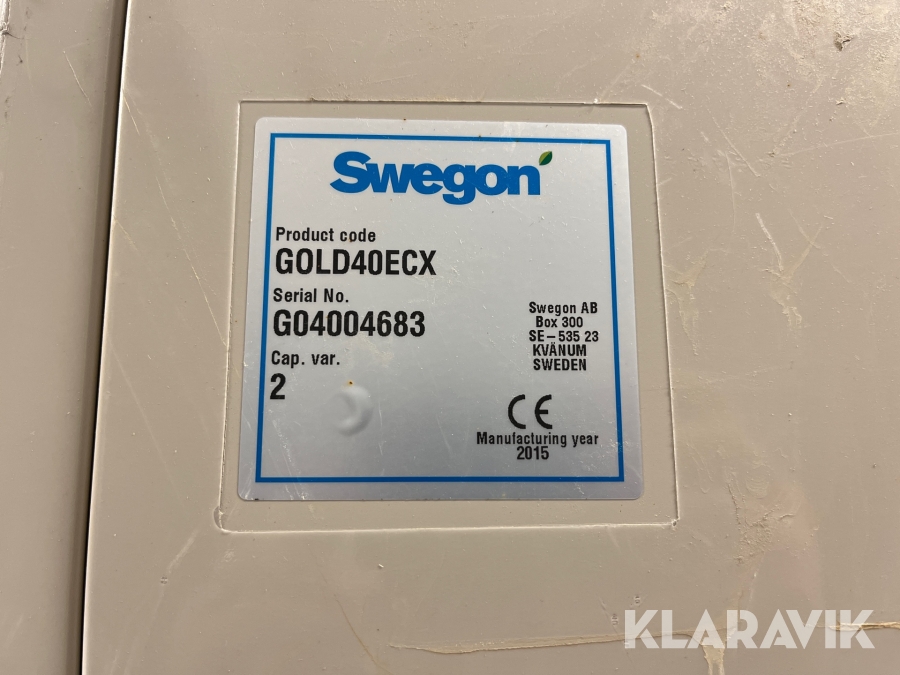 Swegon
Product code
GOLD40ECX
Serial No.
G04004683
Cap. var.
2
Swegon AB
Box 300
SE-535 23
KVÄNUM
SWEDEN
CE
Manufacturing year
2015
KLARAVIK